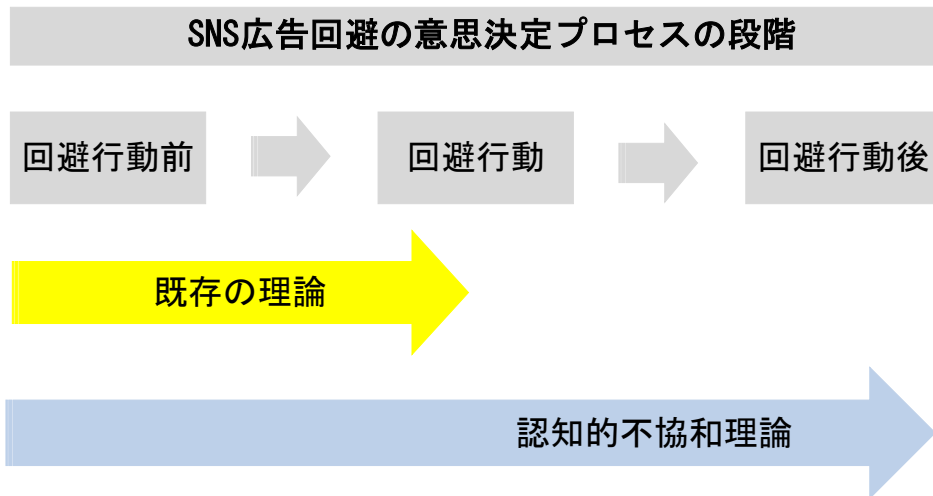 SNS広告回避の意思決定プロセスの段階
回避行動前
回避行動
回避行動後
既存の理論
認知的不協和理論